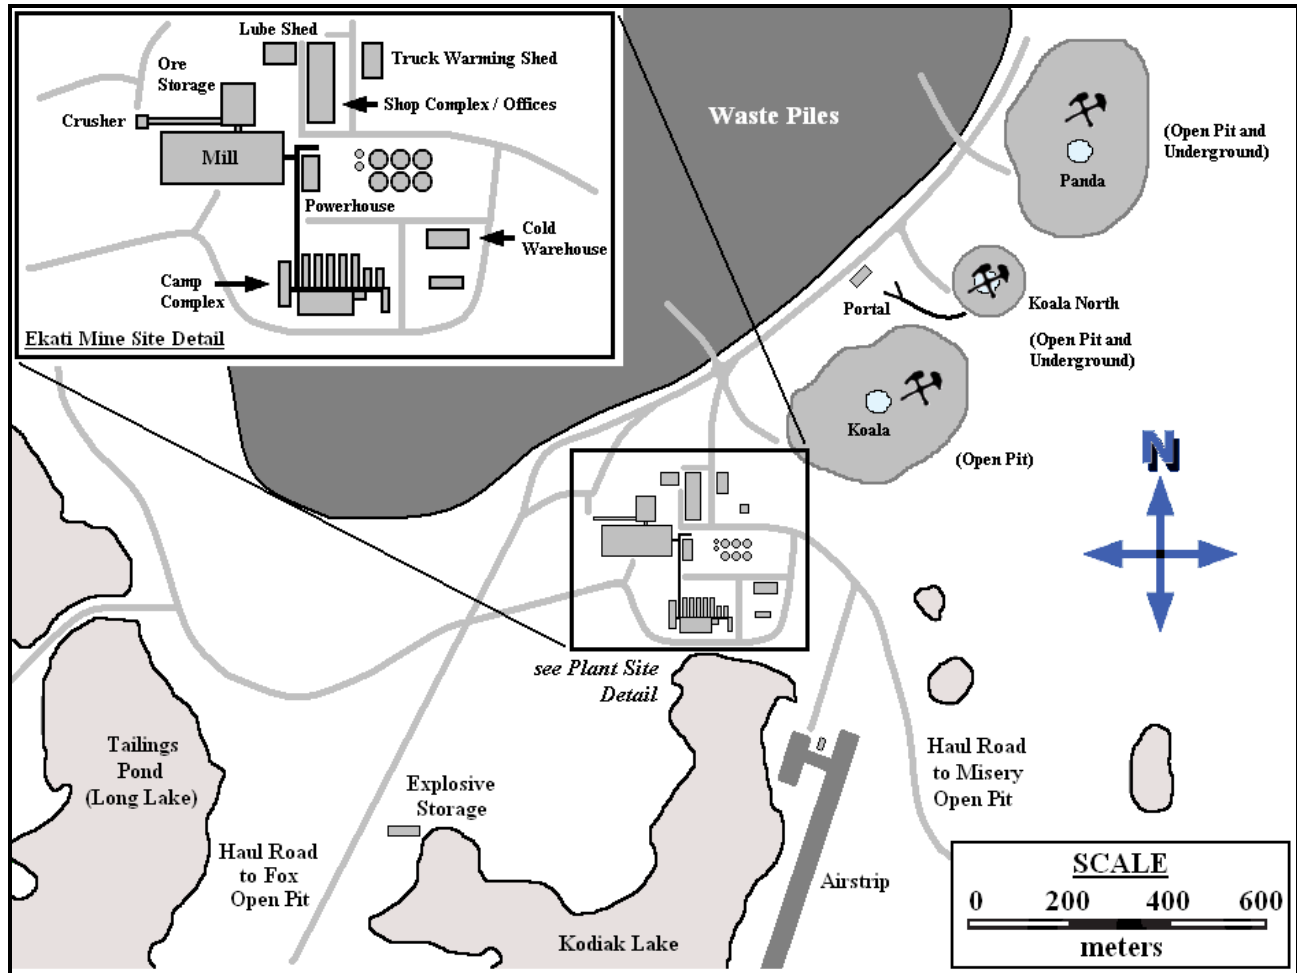 Lube Shed
Truck Warming Shed
Ore
Storage
Shop Complex / Offices
Crusher
Mill
Powerhouse
Cold
Warehouse
Camp
Complex
Ekati Mine Site Detail
Waste Piles
(Open Pit and
Underground)
Panda
Portal
Koala North
(Open Pit and
Underground)
Koala
(Open Pit)
N
see Plant Site
Detail
Tailings
Pond
(Long Lake)
Explosive
Storage
Haul Road
to Misery
Open Pit
Haul Road
to Fox
Open Pit
Airstrip
Kodiak Lake
SCALE
0 200 400 600
meters